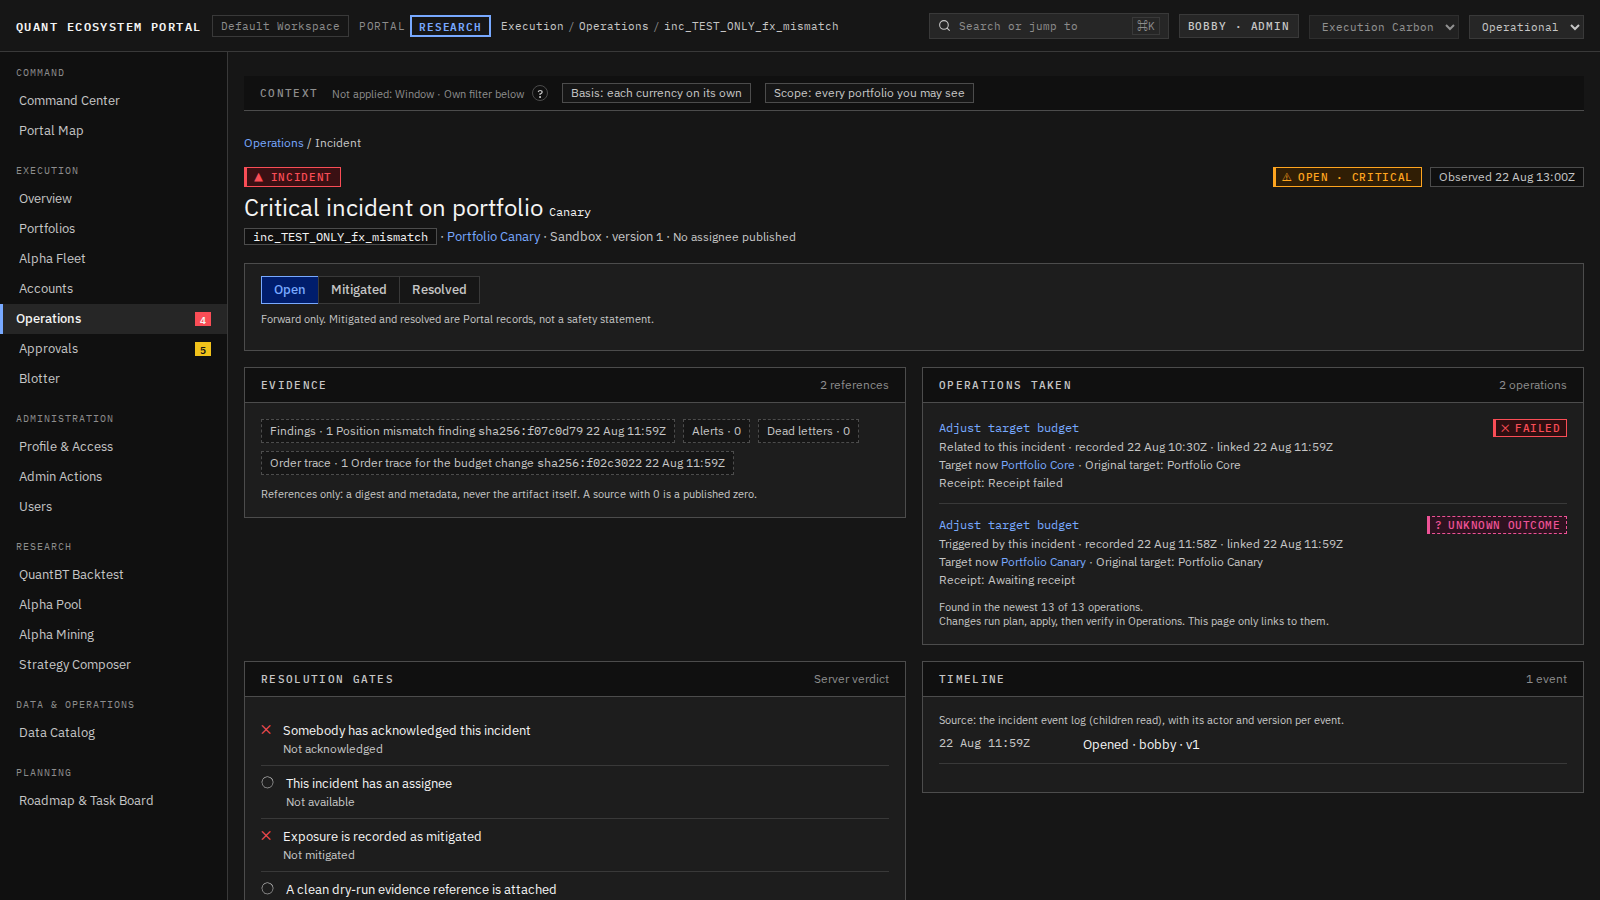 QUANT ECOSYSTEM PORTAL Default Workspace PORTAL RESEARCH Execution / Operations / inc_TEST_ONLY_fx_mismatch Search or jump to ⌘K BOBBY · ADMIN Execution Carbon Operational
COMMAND
Command Center
Portal Map
EXECUTION
Overview
Portfolios
Alpha Fleet
Accounts
Operations 4
Approvals 5
Blotter
ADMINISTRATION
Profile & Access
Admin Actions
Users
RESEARCH
QuantBT Backtest
Alpha Pool
Alpha Mining
Strategy Composer
DATA & OPERATIONS
Data Catalog
PLANNING
Roadmap & Task Board
CONTEXT Not applied: Window · Own filter below ? Basis: each currency on its own Scope: every portfolio you may see
Operations / Incident
▲ INCIDENT
⚠ OPEN · CRITICAL Observed 22 Aug 13:00Z
Critical incident on portfolio Canary
inc_TEST_ONLY_fx_mismatch · Portfolio Canary · Sandbox · version 1 · No assignee published
Open Mitigated Resolved
Forward only. Mitigated and resolved are Portal records, not a safety statement.
EVIDENCE 2 references
Findings · 1 Position mismatch finding sha256:f07c0d79 22 Aug 11:59Z Alerts · 0 Dead letters · 0
Order trace · 1 Order trace for the budget change sha256:f02c3022 22 Aug 11:59Z
References only: a digest and metadata, never the artifact itself. A source with 0 is a published zero.
OPERATIONS TAKEN 2 operations
Adjust target budget ✕ FAILED
Related to this incident · recorded 22 Aug 10:30Z · linked 22 Aug 11:59Z
Target now Portfolio Core · Original target: Portfolio Core
Receipt: Receipt failed
Adjust target budget ? UNKNOWN OUTCOME
Triggered by this incident · recorded 22 Aug 11:58Z · linked 22 Aug 11:59Z
Target now Portfolio Canary · Original target: Portfolio Canary
Receipt: Awaiting receipt
Found in the newest 13 of 13 operations.
Changes run plan, apply, then verify in Operations. This page only links to them.
RESOLUTION GATES Server verdict
✕ Somebody has acknowledged this incident
Not acknowledged
○ This incident has an assignee
Not available
✕ Exposure is recorded as mitigated
Not mitigated
○ A clean dry-run evidence reference is attached
TIMELINE 1 event
Source: the incident event log (children read), with its actor and version per event.
22 Aug 11:59Z Opened · bobby · v1